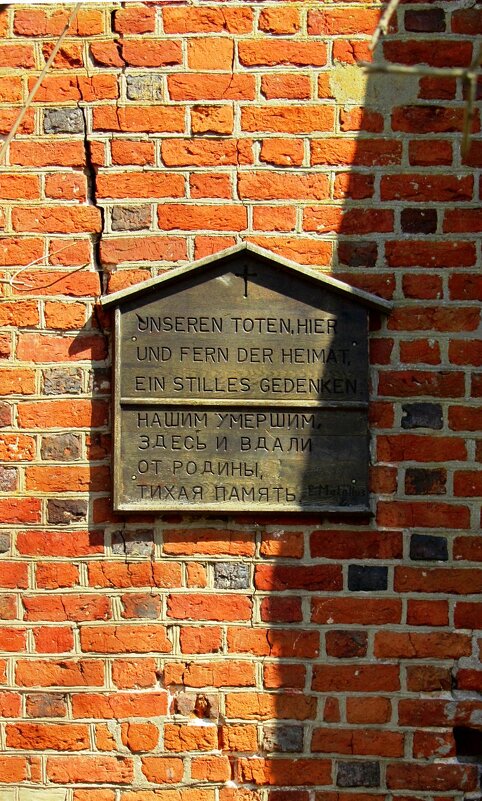 UNSEREN TOTEN, HIER
UND FERN DER HEIMAT,
EIN STILLES GEDENKEN
НАШИМ УМЕРШИМ,
ЗДЕСЬ И ВДАЛИ
ОТ РОДИНЫ,
ТИХАЯ ПАМЯТЬ.